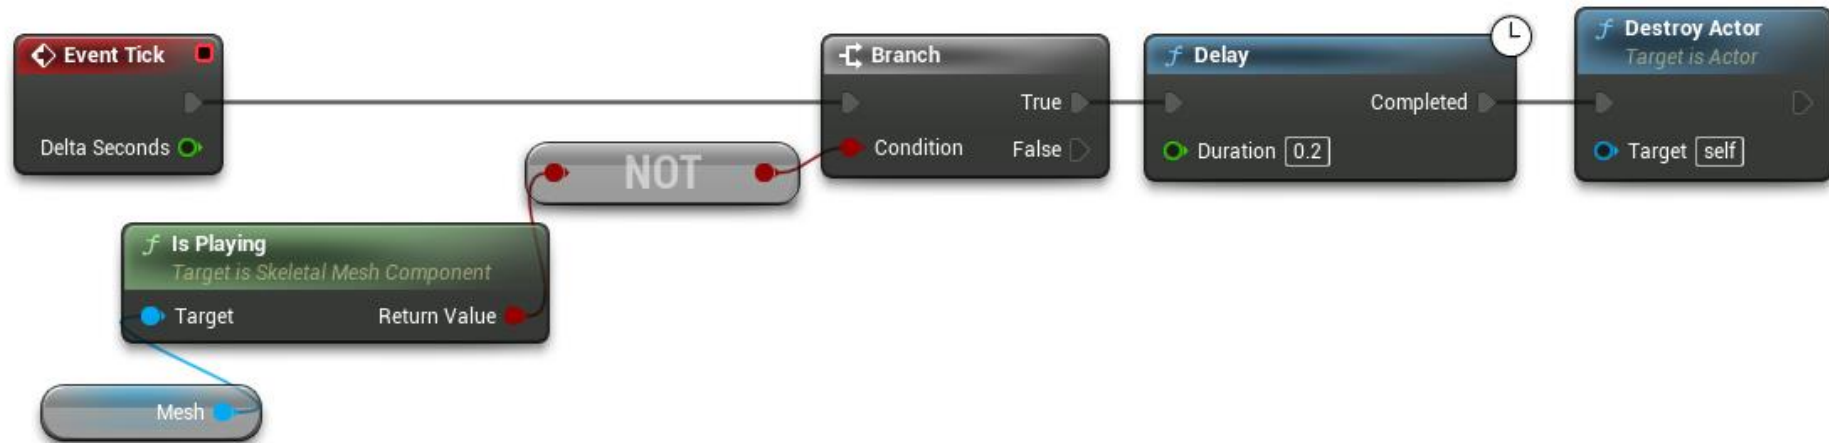 Event Tick
Delta Seconds
NOT
f Is Playing
Target is Skeletal Mesh Component
Target Return Value
Mesh
Branch
True
Condition False
f Delay
Completed
Duration 0.2
f Destroy Actor
Target is Actor
Target self